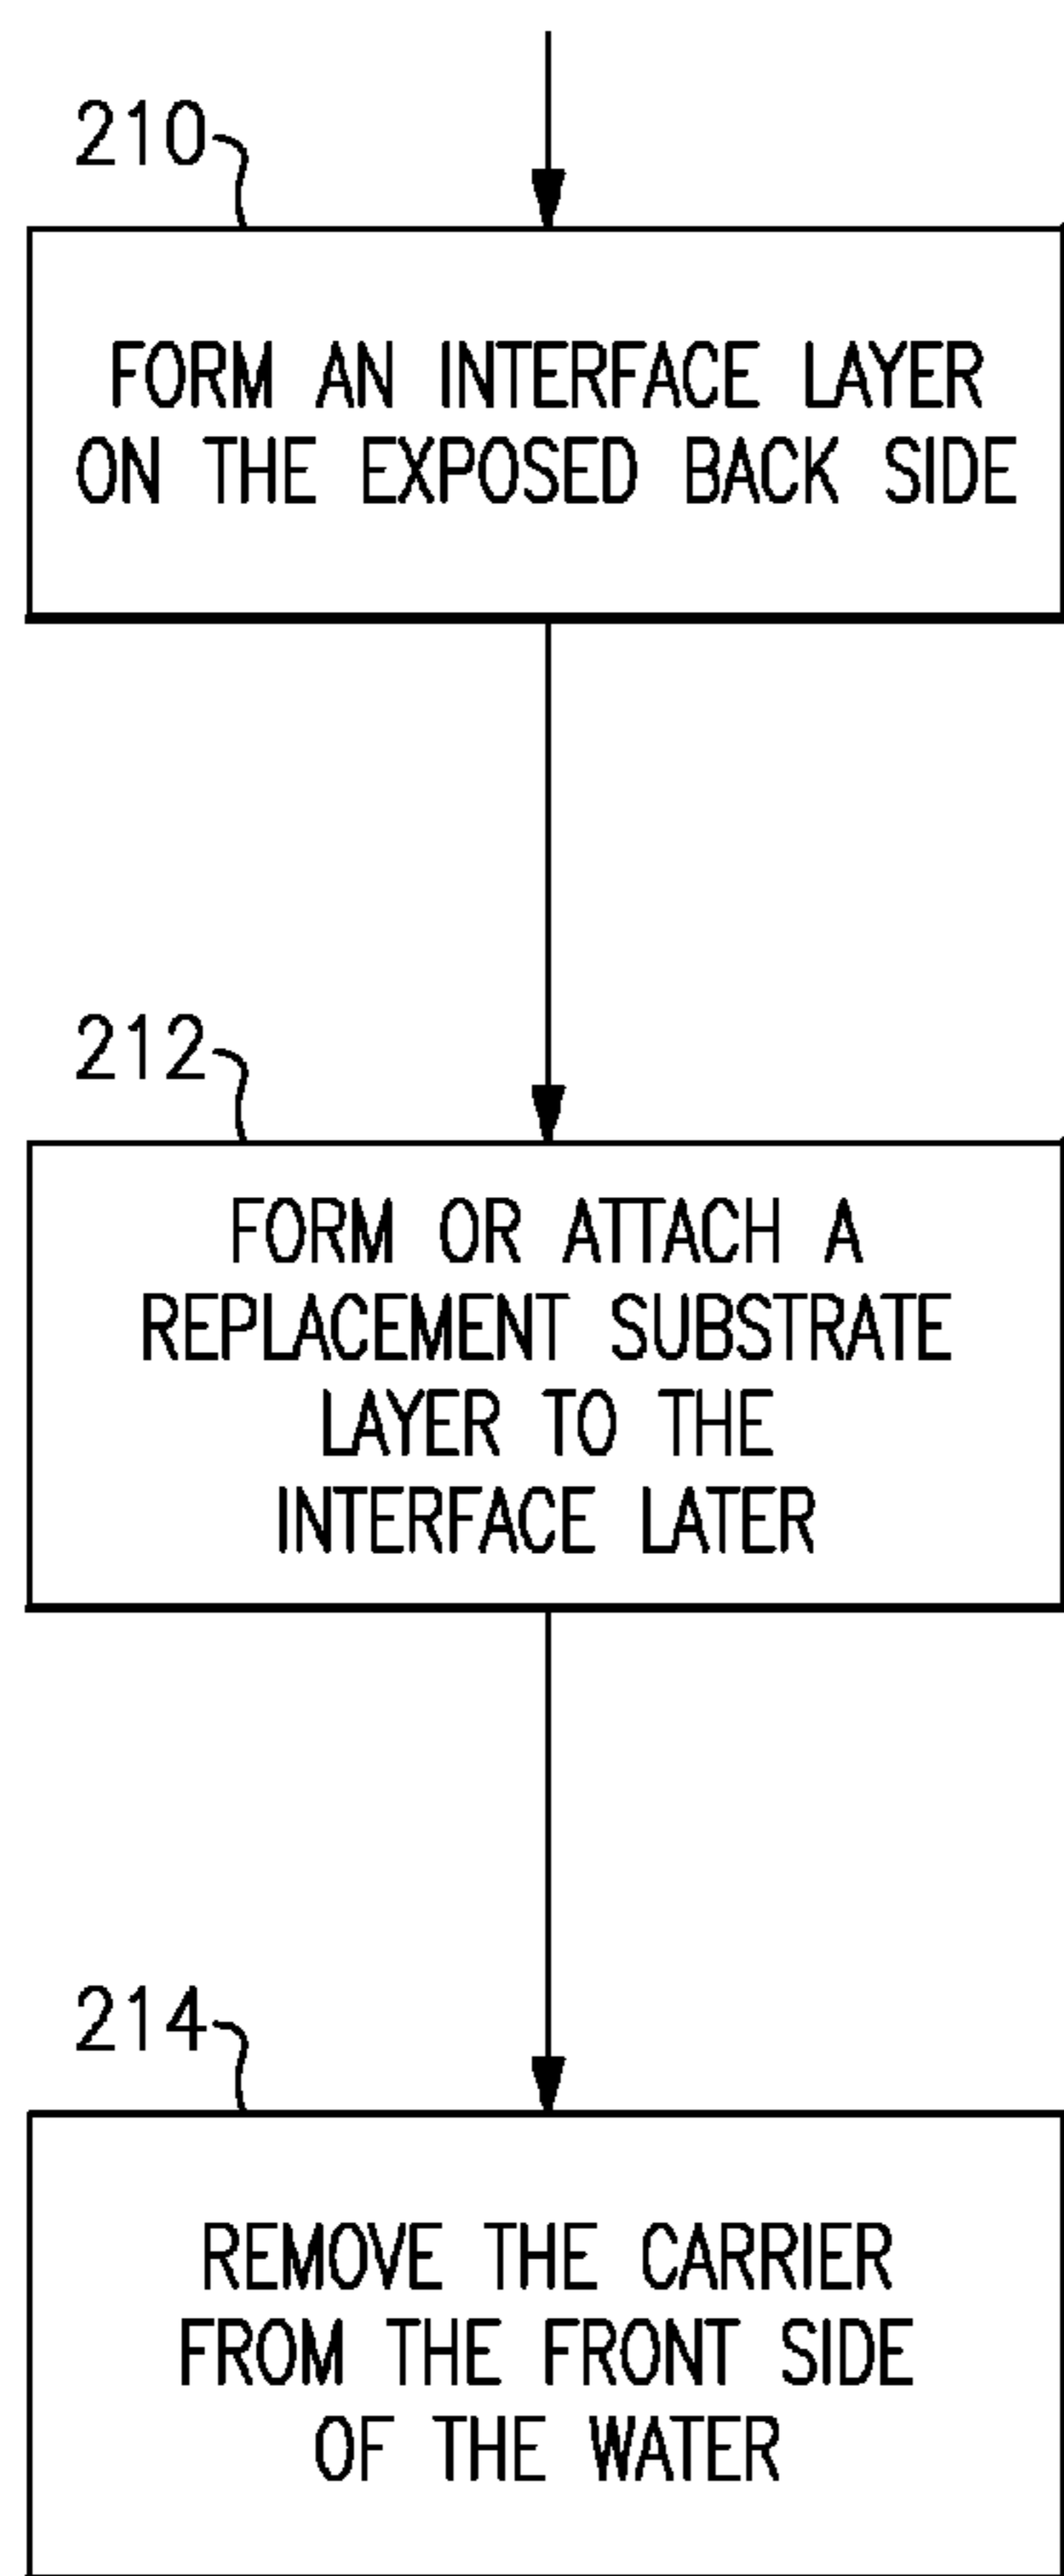 210
FORM AN INTERFACE LAYER
ON THE EXPOSED BACK SIDE
212
FORM OR ATTACH A
REPLACEMENT SUBSTRATE
LAYER TO THE
INTERFACE LATER
214
REMOVE THE CARRIER
FROM THE FRONT SIDE
OF THE WATER